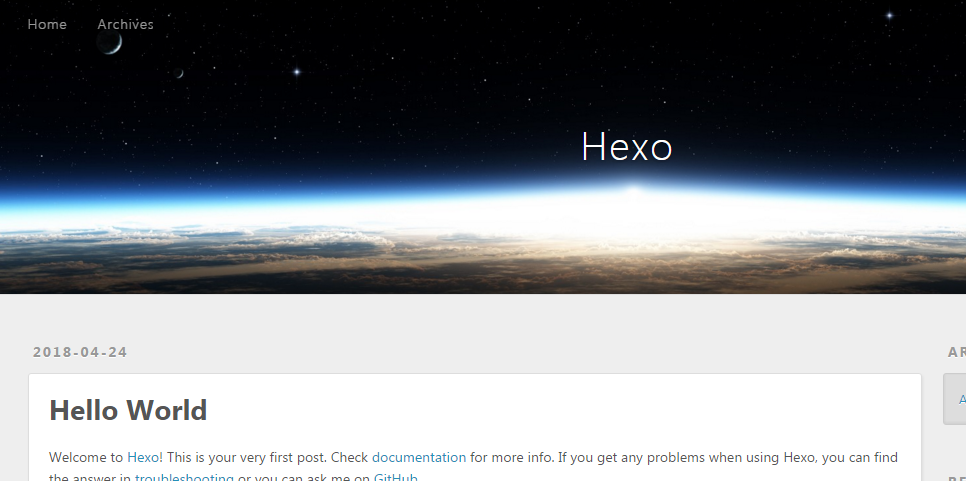 Home Archives
Hexo
2018-04-24
Hello World
Welcome to Hexo! This is your very first post. Check documentation for more info. If you get any problems when using Hexo, you can find
the answer in troubleshooting or you can ask me on GitHub.
AR
A